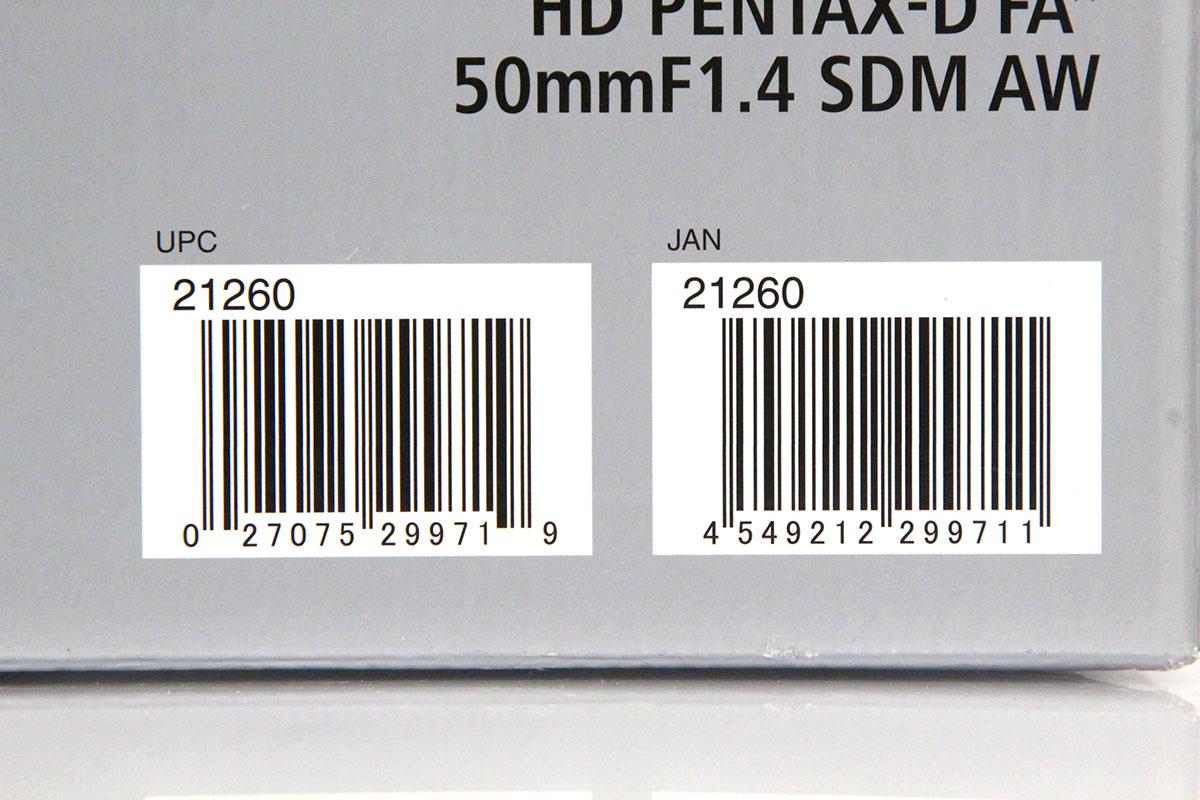 HD PENTAX-D FA*
50mmF1.4 SDM AW
UPC
21260
0 27075 29971 9
JAN
21260
4 549212 299711